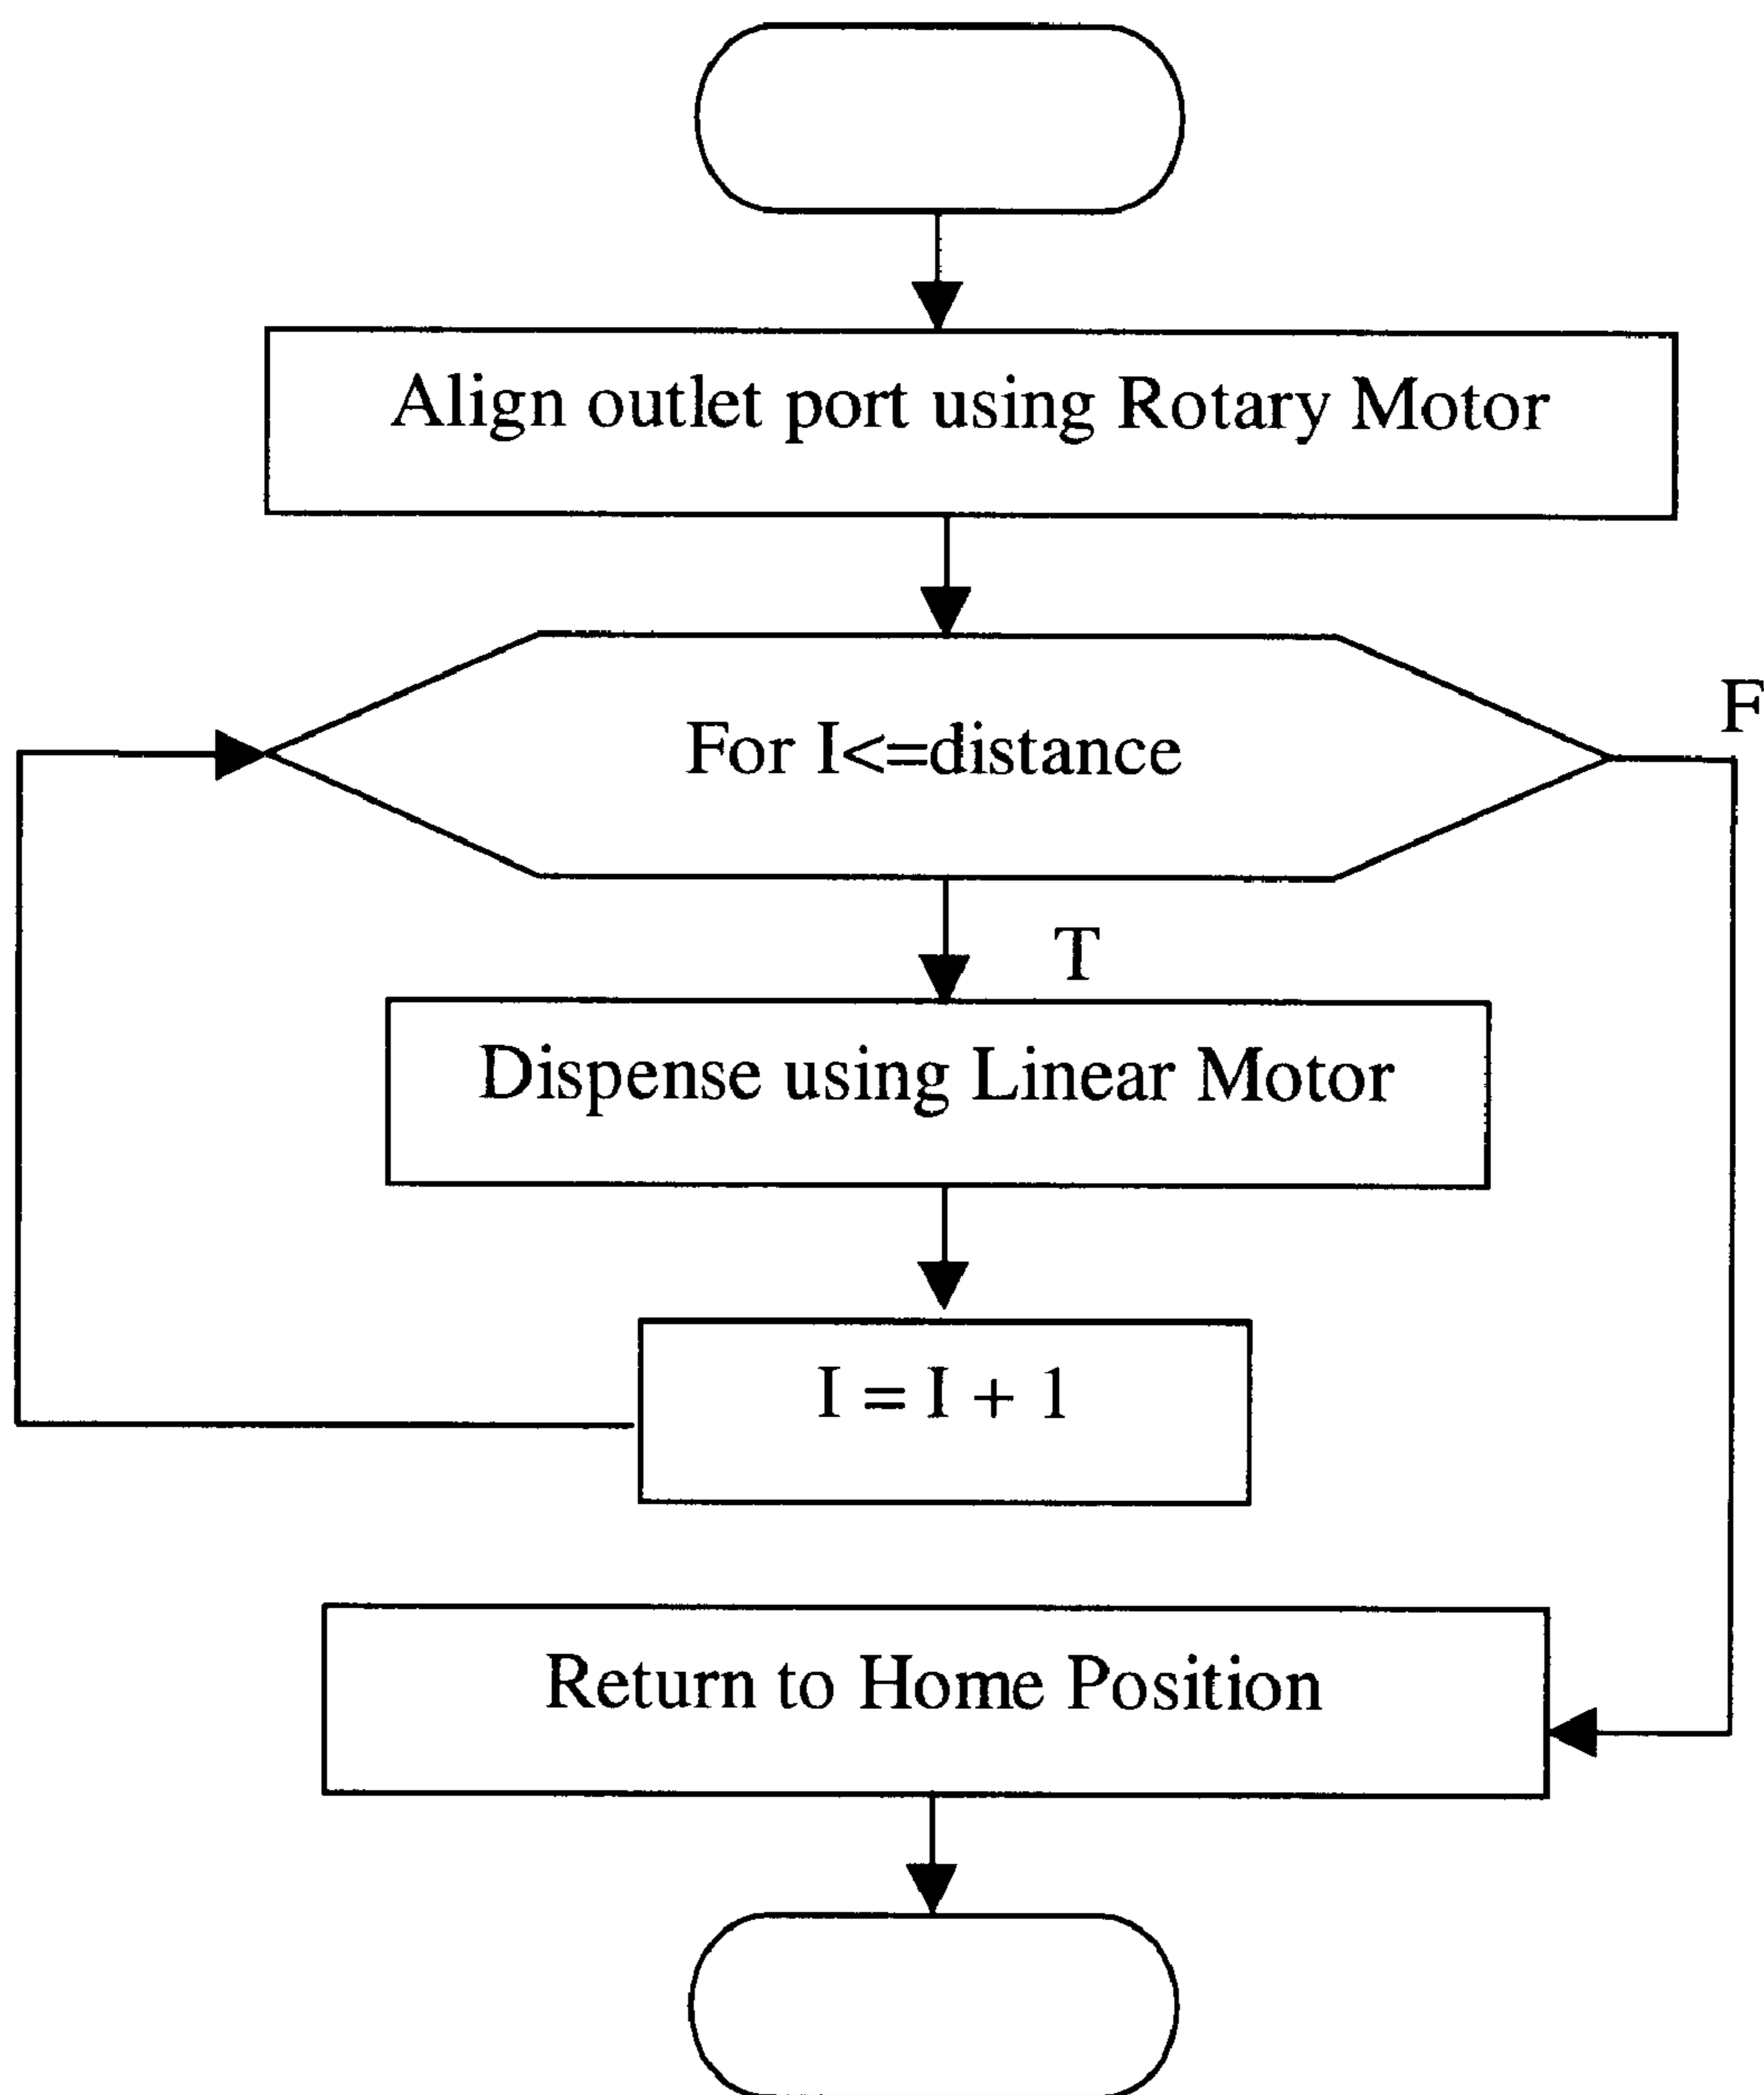 Align outlet port using Rotary Motor
For I<=distance
F
T
Dispense using Linear Motor
I = I + 1
Return to Home Position